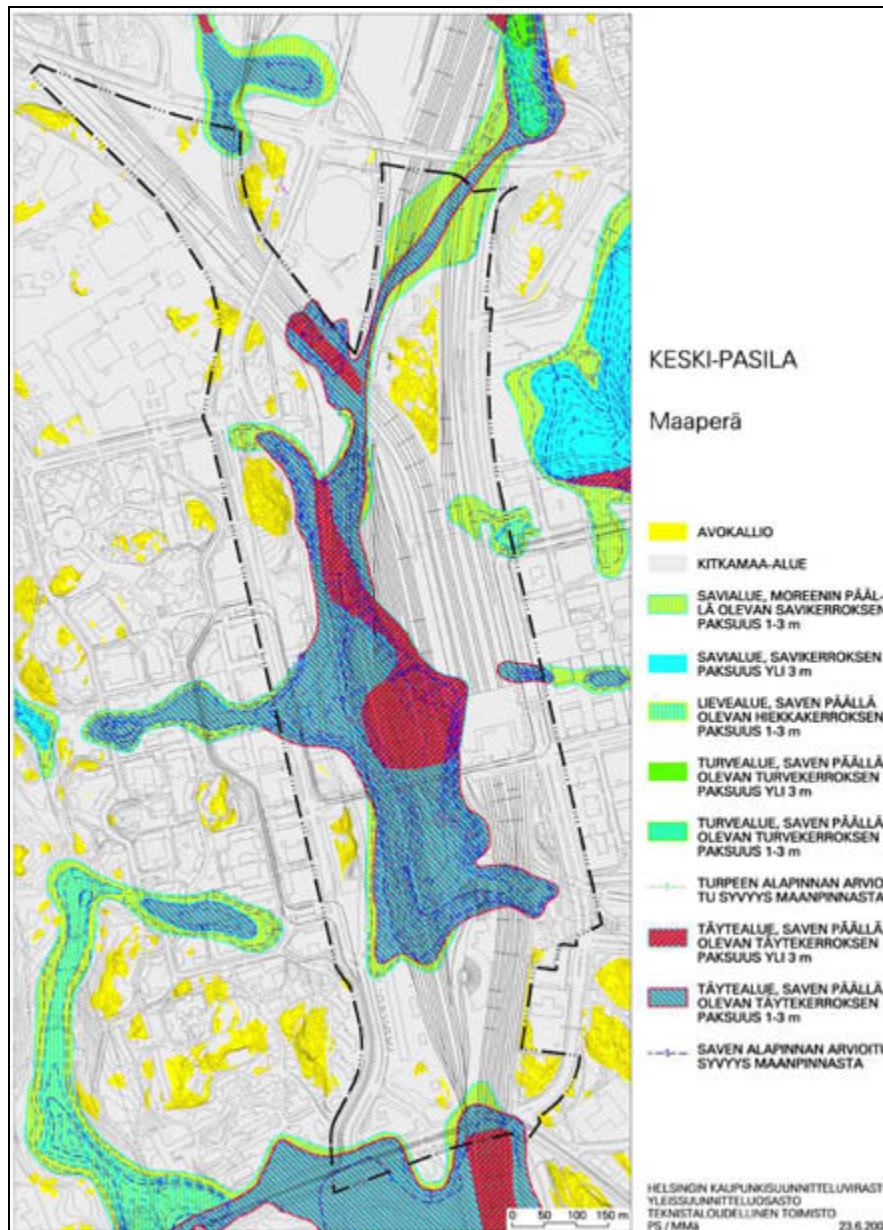 KESKI-PASILA
Maaperä
AVOKALLIO
KITKAMAA-ALUE
SAVIALUE, MOREENIN PÄÄL-
LÄ OLEVAN SAVIKERROKSEN
PAKSUUS 1-3 m
SAVIALUE, SAVIKERROKSEN
PAKSUUS YLI 3 m
LIEVEALUE, SAVEN PÄÄLLÄ
OLEVAN HIEKKAKERROKSEN
PAKSUUS 1-3 m
TURVEALUE, SAVEN PÄÄLLÄ
OLEVAN TURVEKERROKSEN
PAKSUUS YLI 3 m
TURVEALUE, SAVEN PÄÄLLÄ
OLEVAN TURVEKERROKSEN
PAKSUUS 1-3 m
TURPEEN ALAPINNAN ARVIO
TU SYVYYS MAANPINNASTA
TÄYTEALUE, SAVEN PÄÄLLÄ
OLEVAN TÄYTEKERROKSEN
PAKSUUS YLI 3 m
TÄYTEALUE, SAVEN PÄÄLLÄ
OLEVAN TÄYTEKERROKSEN
PAKSUUS 1-3 m
SAVEN ALAPINNAN ARVIOITU
SYVYYS MAANPINNASTA
0 50 100 150 m
HELSINGIN KAUPUNKISUUNNITTELUVIRAST
YLEISSUUNNITTELUOSASTO
TEKNISTALOUDELLINEN TOIMISTO
PS / MMä 23.6.20